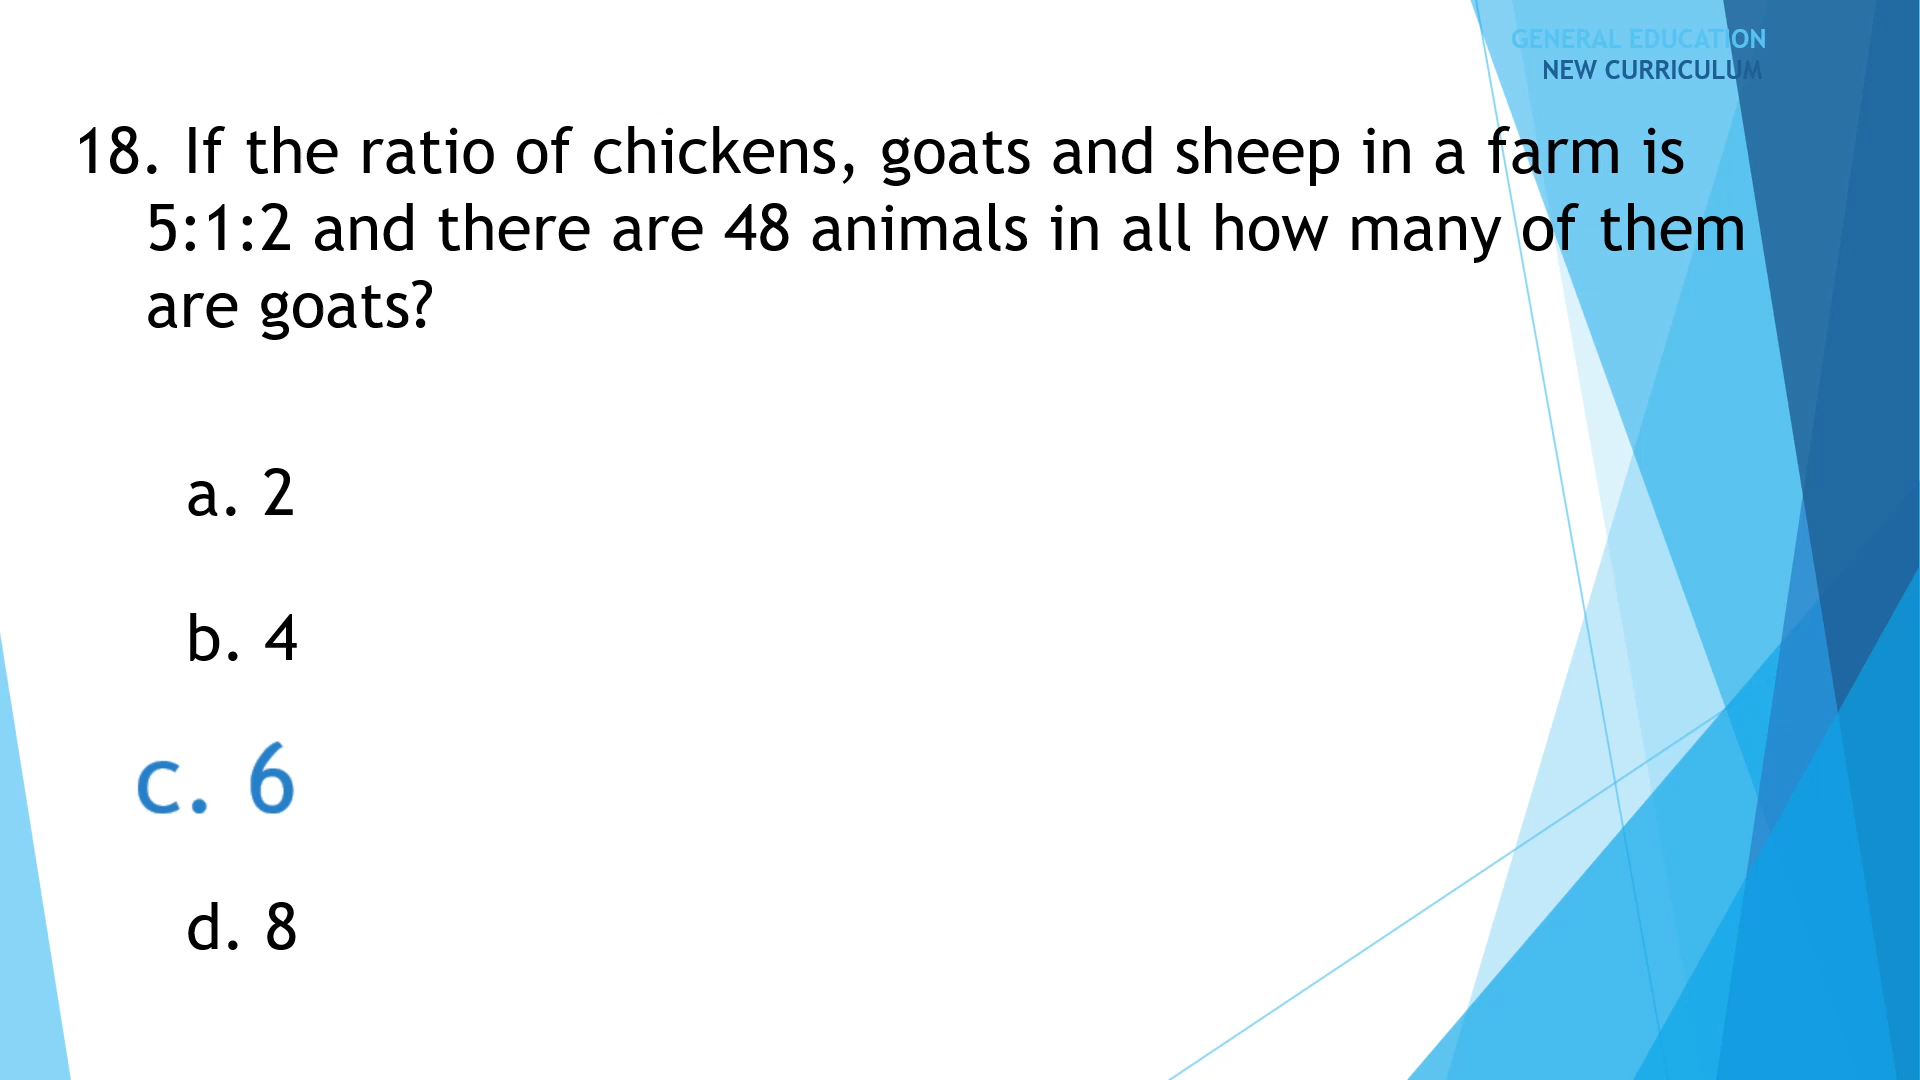 GENERAL EDUCATION
NEW CURRICULUM
18. If the ratio of chickens, goats and sheep in a farm is
5:1:2 and there are 48 animals in all how many of them
are goats?
a. 2
b. 4
c. 6
d. 8